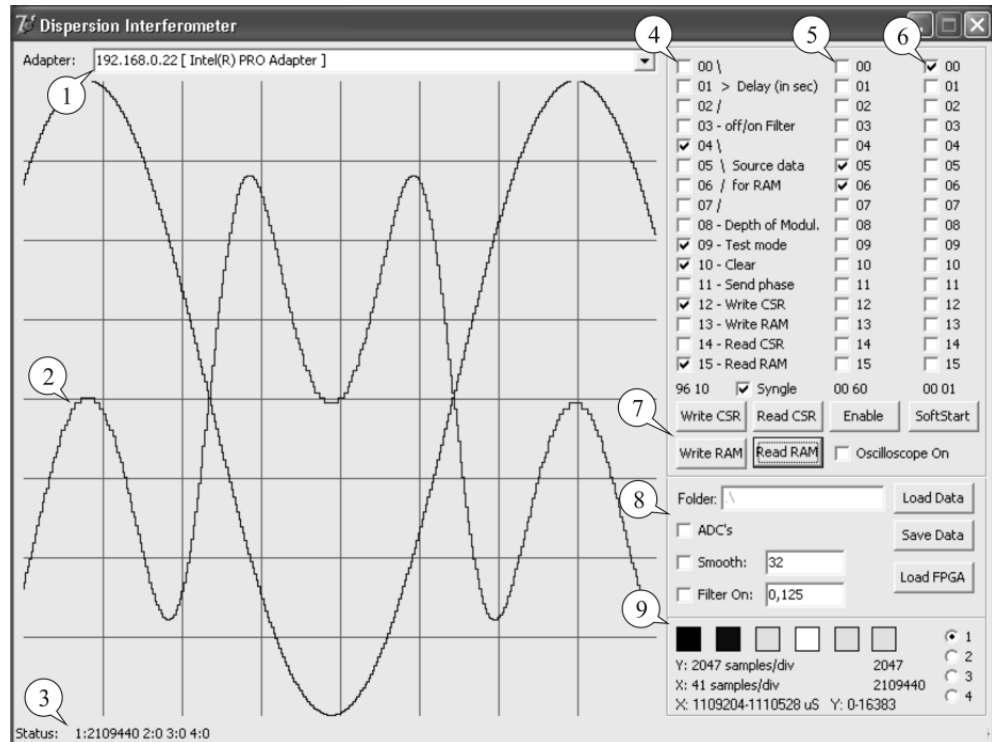 Dispersion Interferometer
Adapter: 192.168.0.22 [ Intel(R) PRO Adapter ]
1
2
3
4
5
6
7
8
9
00 \ 00 00
01 > Delay (in sec) 01 01
02 / 02 02
03 - off/on Filter 03 03
04 \ 04 04
05 \ Source data 05 05
06 / for RAM 06 06
07 / 07 07
08 - Depth of Modul. 08 08
09 - Test mode 09 09
10 - Clear 10 10
11 - Send phase 11 11
12 - Write CSR 12 12
13 - Write RAM 13 13
14 - Read CSR 14 14
15 - Read RAM 15 15
96 10 Syngle 00 60 00 01
Write CSR Read CSR Enable SoftStart
Write RAM Read RAM Oscilloscope On
Folder: \ Load Data
ADC's Save Data
Smooth: 32
Load FPGA
Filter On: 0,125
1
2
3
4
Y: 2047 samples/div 2047
X: 41 samples/div 2109440
X: 1109204-1110528 uS Y: 0-16383
Status: 1:2109440 2:0 3:0 4:0